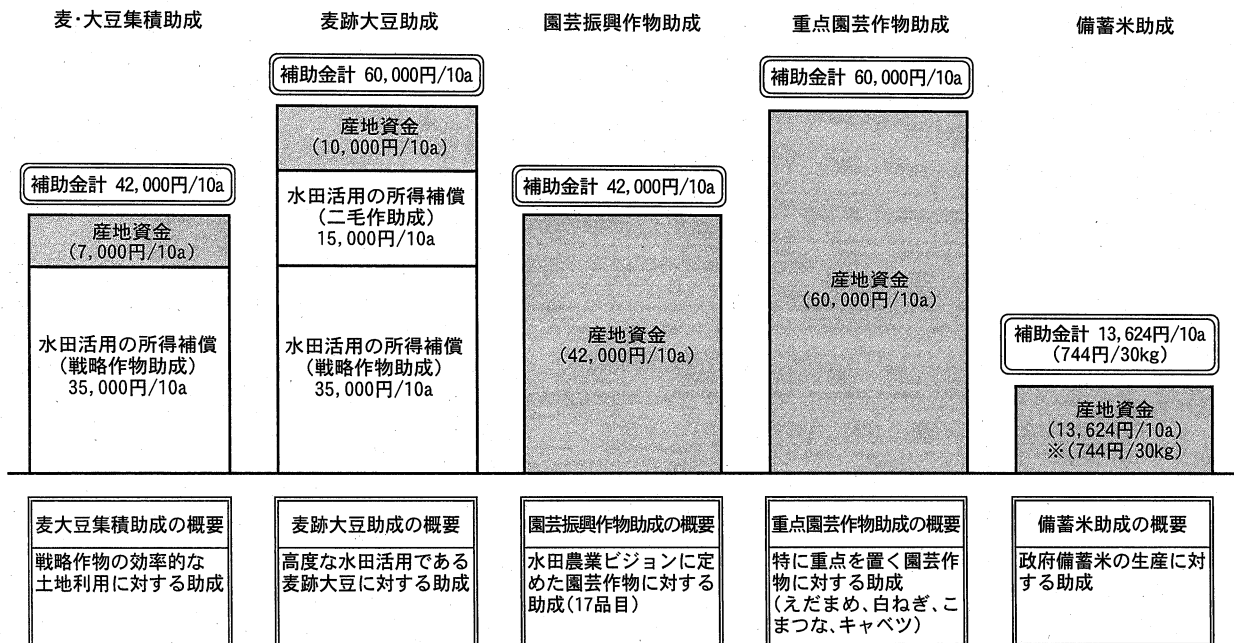 麦・大豆集積助成
補助金計 42,000円/10a
産地資金
(7,000円/10a)
水田活用の所得補償
(戦略作物助成)
35,000円/10a
麦大豆集積助成の概要
戦略作物の効率的な
土地利用に対する助成
麦跡大豆助成
補助金計 60,000円/10a
産地資金
(10,000円/10a)
水田活用の所得補償
(二毛作助成)
15,000円/10a
水田活用の所得補償
(戦略作物助成)
35,000円/10a
麦跡大豆助成の概要
高度な水田活用である
麦跡大豆に対する助成
園芸振興作物助成
補助金計 42,000円/10a
産地資金
(42,000円/10a)
園芸振興作物助成の概要
水田農業ビジョンに定
めた園芸作物に対する
助成(17品目)
重点園芸作物助成
補助金計 60,000円/10a
産地資金
(60,000円/10a)
重点園芸作物助成の概要
特に重点を置く園芸作
物に対する助成
(えだまめ、白ねぎ、こ
まつな、キャベツ)
備蓄米助成
補助金計 13,624円/10a
(744円/30kg)
産地資金
(13,624円/10a)
※(744円/30kg)
備蓄米助成の概要
政府備蓄米の生産に対
する助成